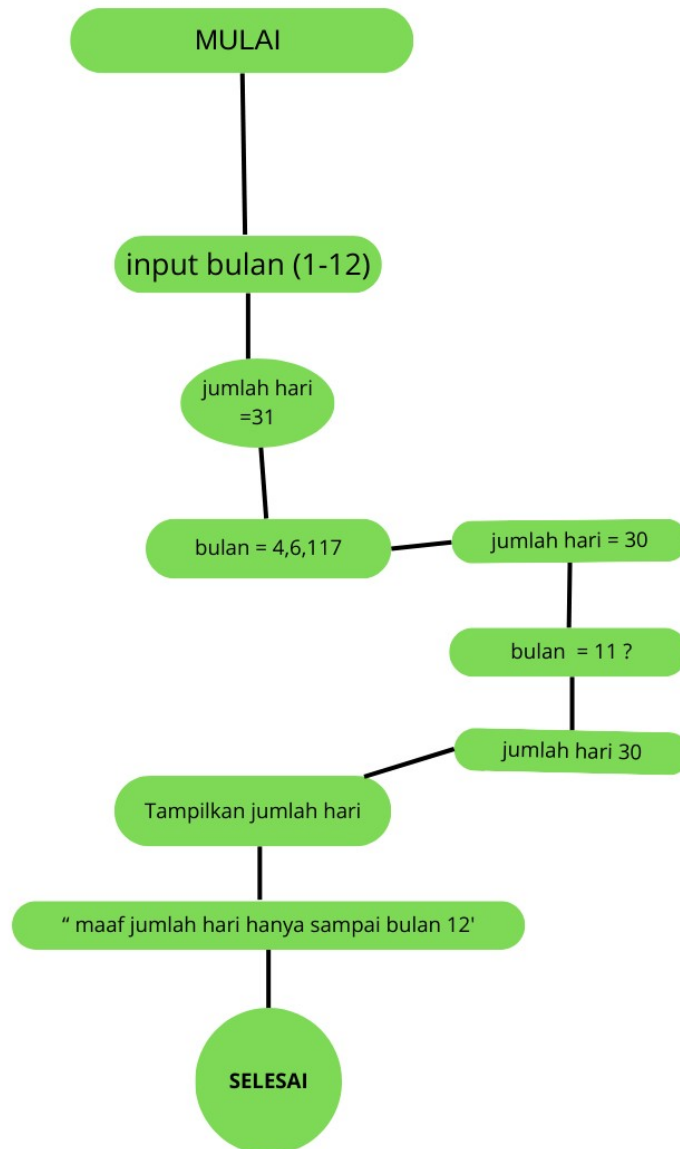 MULAI
input bulan (1-12)
jumlah hari
=31
bulan = 4,6,117
jumlah hari = 30
bulan = 11 ?
jumlah hari 30
Tampilkan jumlah hari
“ maaf jumlah hari hanya sampai bulan 12'
SELESAI